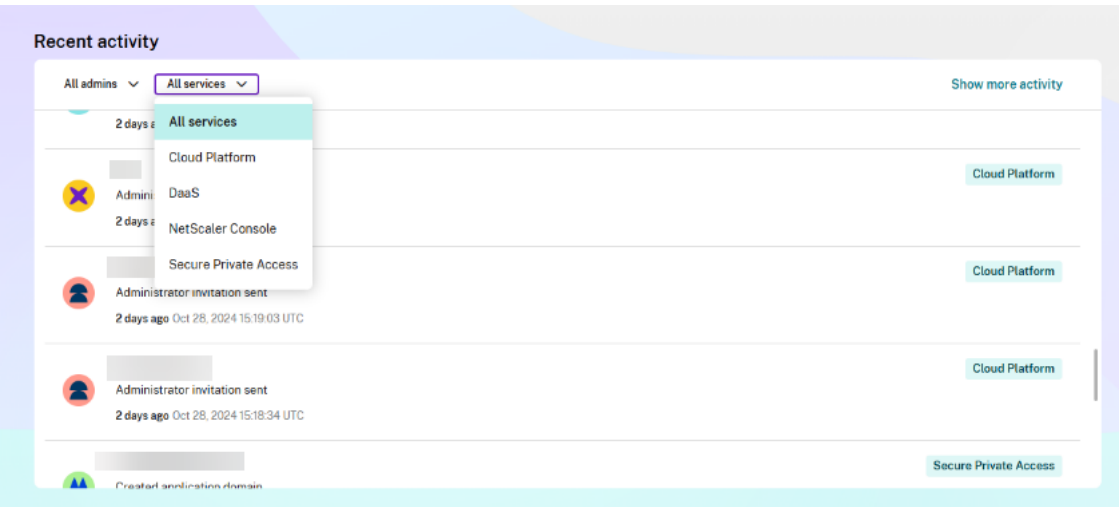 Recent activity
All admins All services Show more activity
All services
2 days a
Cloud Platform
Cloud Platform
DaaS
Admini
2 days a
NetScaler Console
Secure Private Access
Cloud Platform
Administrator invitation sent
2 days ago Oct 28, 2024 15:19:03 UTC
Cloud Platform
Administrator invitation sent
2 days ago Oct 28, 2024 15:18:34 UTC
Secure Private Access
Created application domain